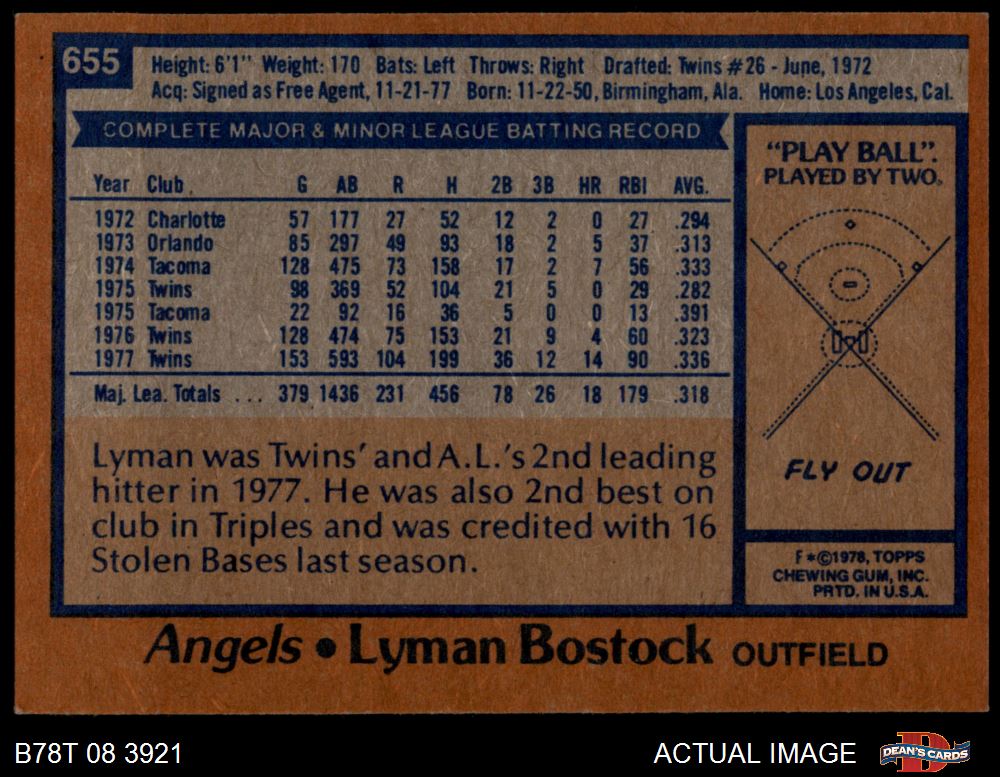 655
Height: 6'1" Weight: 170 Bats: Left Throws: Right Drafted: Twins #26 - June, 1972
Acq: Signed as Free Agent, 11-21-77 Born: 11-22-50, Birmingham, Ala. Home: Los Angeles, Cal.
COMPLETE MAJOR & MINOR LEAGUE BATTING RECORD
Year Club G AB R H 2B 3B HR RBI AVG.
1972 Charlotte 57 177 27 52 12 2 0 27 .294
1973 Orlando 85 297 49 93 18 2 5 37 .313
1974 Tacoma 128 475 73 158 17 2 7 56 .333
1975 Twins 98 369 52 104 21 5 0 29 .282
1975 Tacoma 22 92 16 36 5 0 0 13 .391
1976 Twins 128 474 75 153 21 9 4 60 .323
1977 Twins 153 593 104 199 36 12 14 90 .336
Maj. Lea. Totals ... 379 1436 231 456 78 26 18 179 .318
Lyman was Twins' and A.L.'s 2nd leading
hitter in 1977. He was also 2nd best on
club in Triples and was credited with 16
Stolen Bases last season.
"PLAY BALL".
PLAYED BY TWO.
FLY OUT
F *©1978, TOPPS
CHEWING GUM, INC.
PRTD. IN U.S.A.
Angels • Lyman Bostock OUTFIELD
B78T 08 3921 ACTUAL IMAGE
D
DEAN'S CARDS